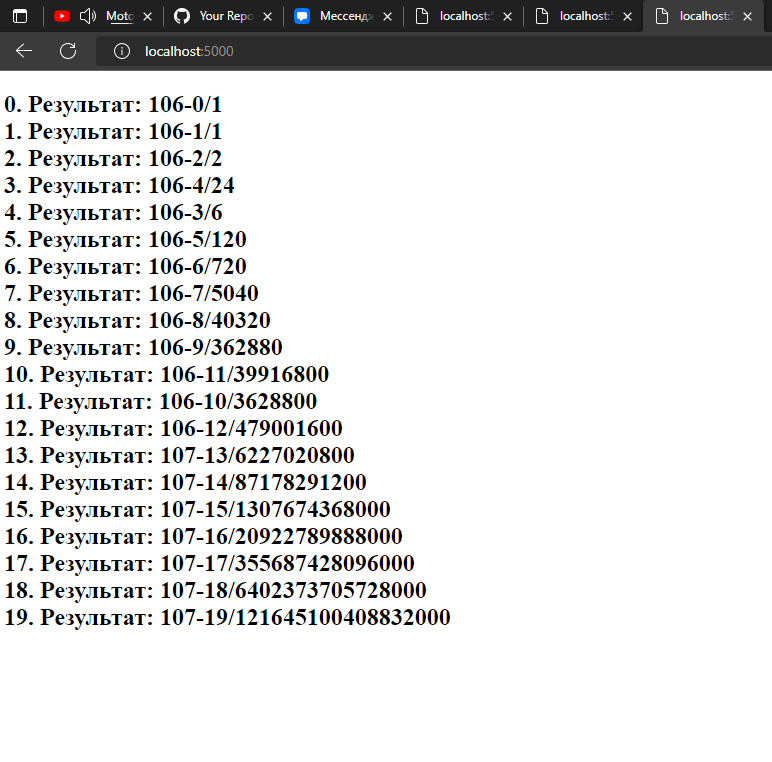 Moto
Your Repo
Мессендж
localhost:5
localhost:5
localhost:5
localhost:5000
0. Результат: 106-0/1
1. Результат: 106-1/1
2. Результат: 106-2/2
3. Результат: 106-4/24
4. Результат: 106-3/6
5. Результат: 106-5/120
6. Результат: 106-6/720
7. Результат: 106-7/5040
8. Результат: 106-8/40320
9. Результат: 106-9/362880
10. Результат: 106-11/39916800
11. Результат: 106-10/3628800
12. Результат: 106-12/479001600
13. Результат: 107-13/6227020800
14. Результат: 107-14/87178291200
15. Результат: 107-15/1307674368000
16. Результат: 107-16/20922789888000
17. Результат: 107-17/355687428096000
18. Результат: 107-18/6402373705728000
19. Результат: 107-19/121645100408832000